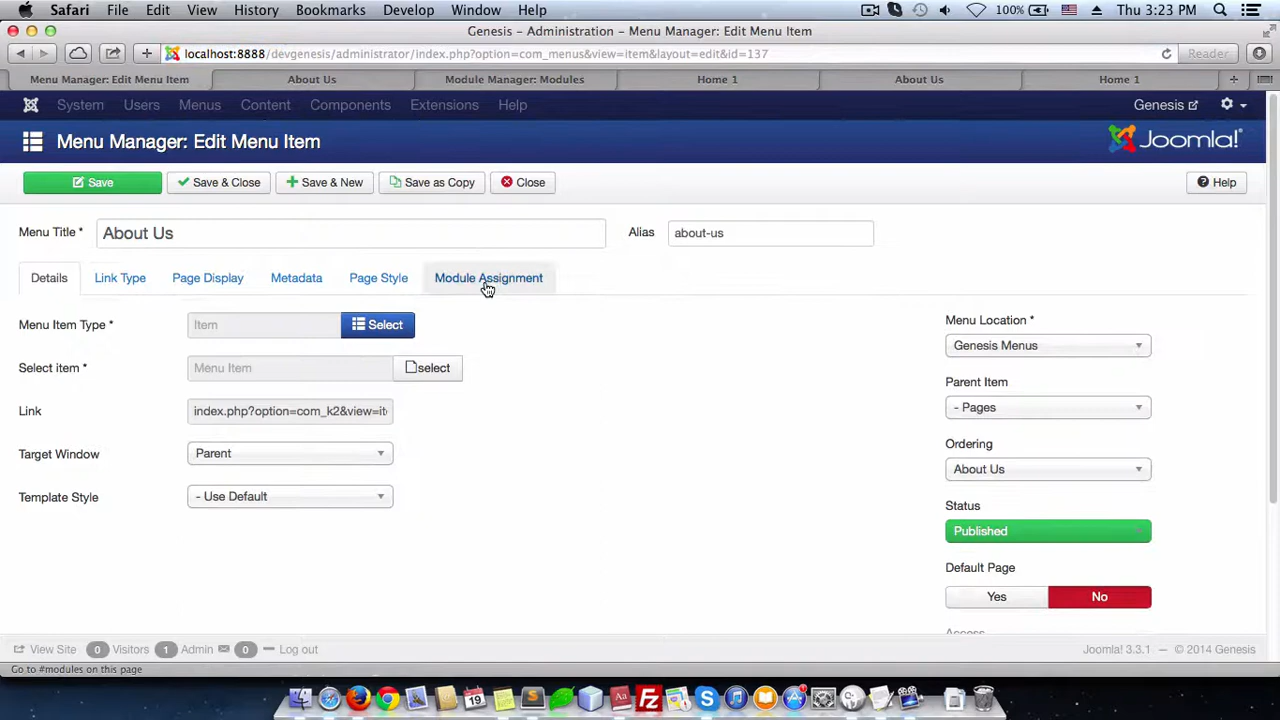 Safari File Edit View History Bookmarks Develop Window Help 100% Thu 3:23 PM
Genesis - Administration - Menu Manager: Edit Menu Item
localhost:8888/devgenesis/administrator/index.php?option=com_menus&view=item&layout=edit&id=137 Reader
Menu Manager: Edit Menu Item About Us Module Manager: Modules Home 1 About Us Home 1
System Users Menus Content Components Extensions Help Genesis
Menu Manager: Edit Menu Item Joomla!
Save Save & Close Save & New Save as Copy Close Help
Menu Title * About Us Alias about-us
Details Link Type Page Display Metadata Page Style Module Assignment
Menu Item Type * Item Select
Select item * Menu Item select
Link index.php?option=com_k2&view=it
Target Window Parent
Template Style - Use Default
Menu Location *
Genesis Menus
Parent Item
- Pages
Ordering
About Us
Status
Published
Default Page
Yes No
Access
View Site 0 Visitors 1 Admin 0 Log out Joomla! 3.3.1 — © 2014 Genesis
Go to #modules on this page
19